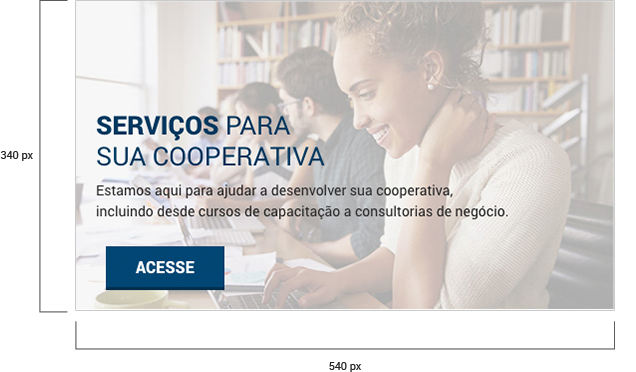 SERVIÇOS PARA
SUA COOPERATIVA
340 px
Estamos aqui para ajudar a desenvolver sua cooperativa,
incluindo desde cursos de capacitação a consultorias de negócio.
ACESSE
540 px